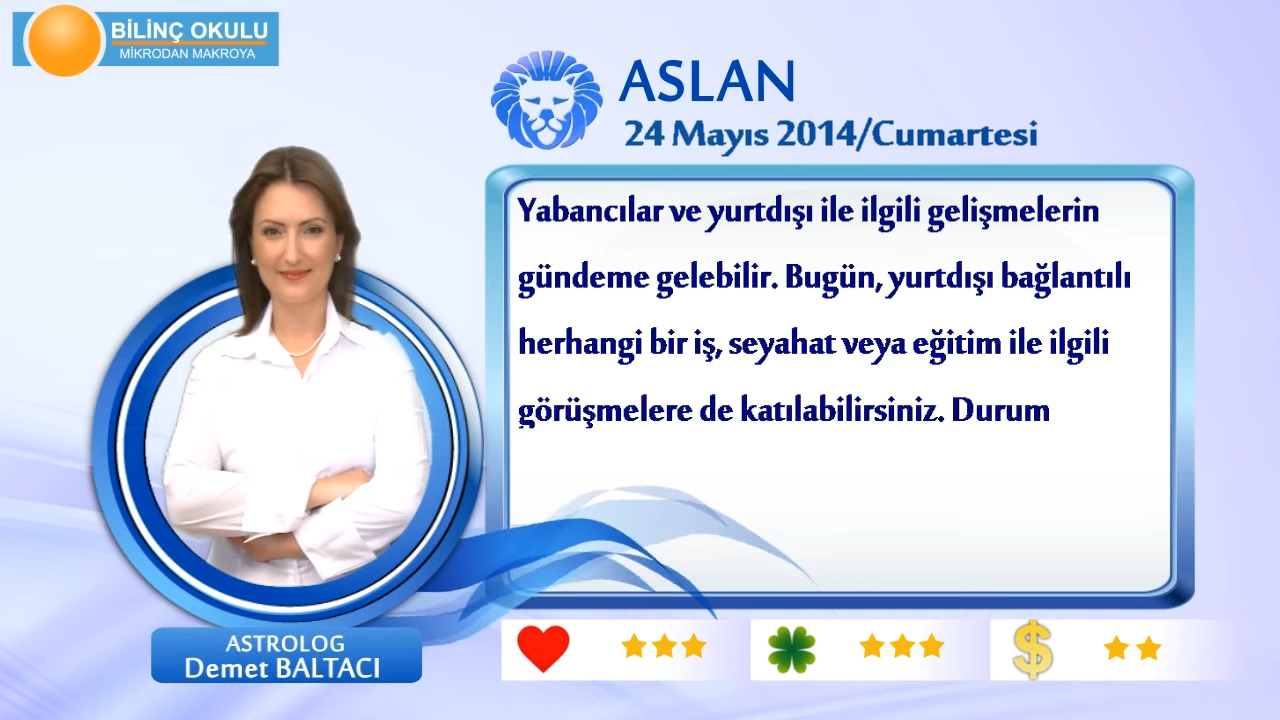 BİLİNÇ OKULU
MİKRODAN MAKROYA
ASLAN
24 Mayıs 2014/Cumartesi
Yabancılar ve yurtdışı ile ilgili gelişmelerin
gündeme gelebilir. Bugün, yurtdışı bağlantılı
herhangi bir iş, seyahat veya eğitim ile ilgili
görüşmelere de katılabilirsiniz. Durum
ASTROLOG
Demet BALTACI